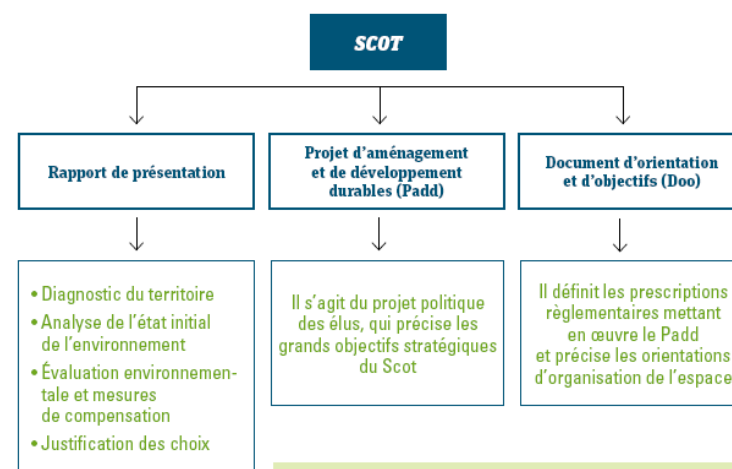 SCOT
Rapport de présentation
Projet d'aménagement
et de développement
durables (Padd)
Document d'orientation
et d'objectifs (Doo)
• Diagnostic du territoire
• Analyse de l'état initial
de l'environnement
• Évaluation environnemen-
tale et mesures
de compensation
• Justification des choix
Il s'agit du projet politique
des élus, qui précise les
grands objectifs stratégiques
du Scot
Il définit les prescriptions
règlementaires mettant
en œuvre le Padd
et précise les orientations
d'organisation de l'espace